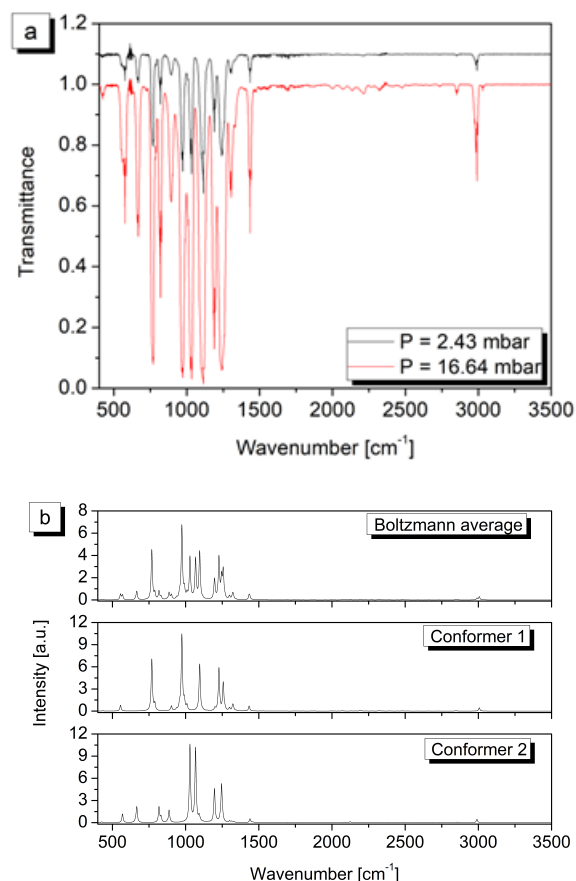 a
1.2
1.0
0.8
0.6
0.4
0.2
0.0
Transmittance
P = 2.43 mbar
P = 16.64 mbar
500 1000 1500 2000 2500 3000 3500
Wavenumber [cm⁻¹]
b
8
6
4
2
0
Boltzmann average
12
9
6
3
0
Conformer 1
Intensity [a.u.]
12
9
6
3
0
Conformer 2
500 1000 1500 2000 2500 3000 3500
Wavenumber [cm⁻¹]